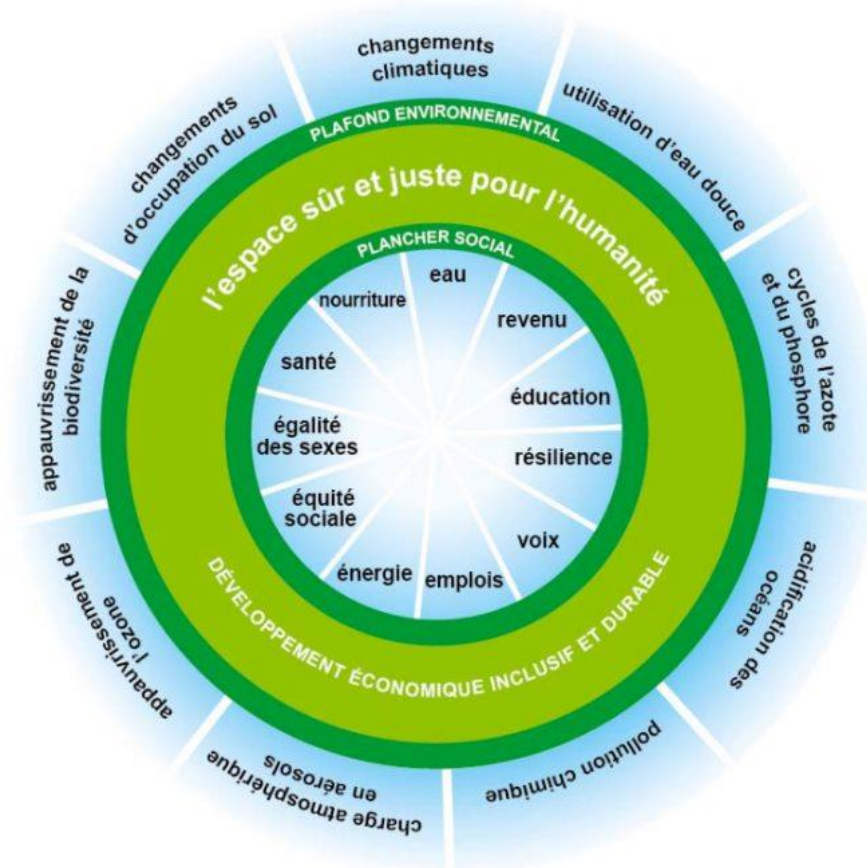 changements
climatiques
utilisation d'eau douce
cycles de l'azote
et du phosphore
acidification des
océans
pollution chimique
charge atmosphérique
en aérosols
appauvrissement de
l'ozone
appauvrissement de la
biodiversité
changements
d'occupation du sol
PLAFOND ENVIRONNEMENTAL
l'espace sûr et juste pour l'humanité
PLANCHER SOCIAL
eau
revenu
éducation
résilience
voix
emplois
énergie
équité
sociale
égalité
des sexes
santé
nourriture
DÉVELOPPEMENT ÉCONOMIQUE INCLUSIF ET DURABLE